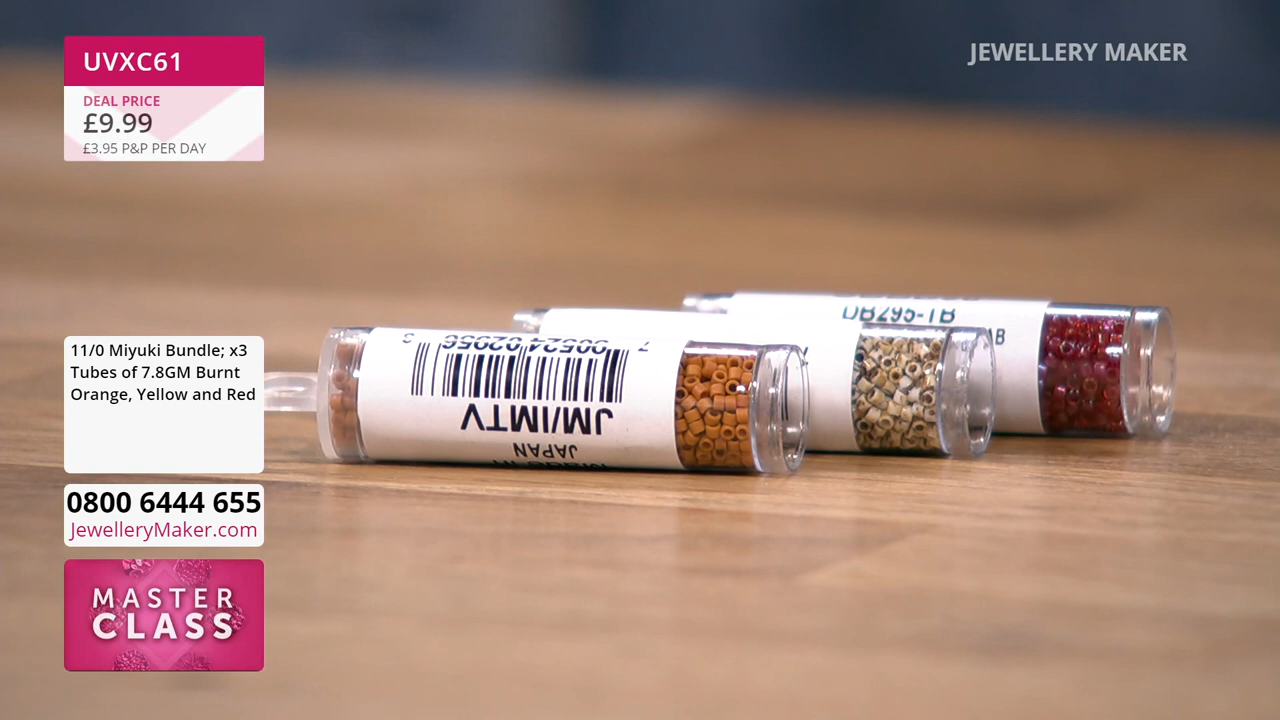 UVXC61
DEAL PRICE
£9.99
£3.95 P&P PER DAY
JEWELLERY MAKER
11/0 Miyuki Bundle; x3
Tubes of 7.8GM Burnt
Orange, Yellow and Red
0800 6444 655
JewelleryMaker.com
MASTER
CLASS
JM/IMTV
JAPAN